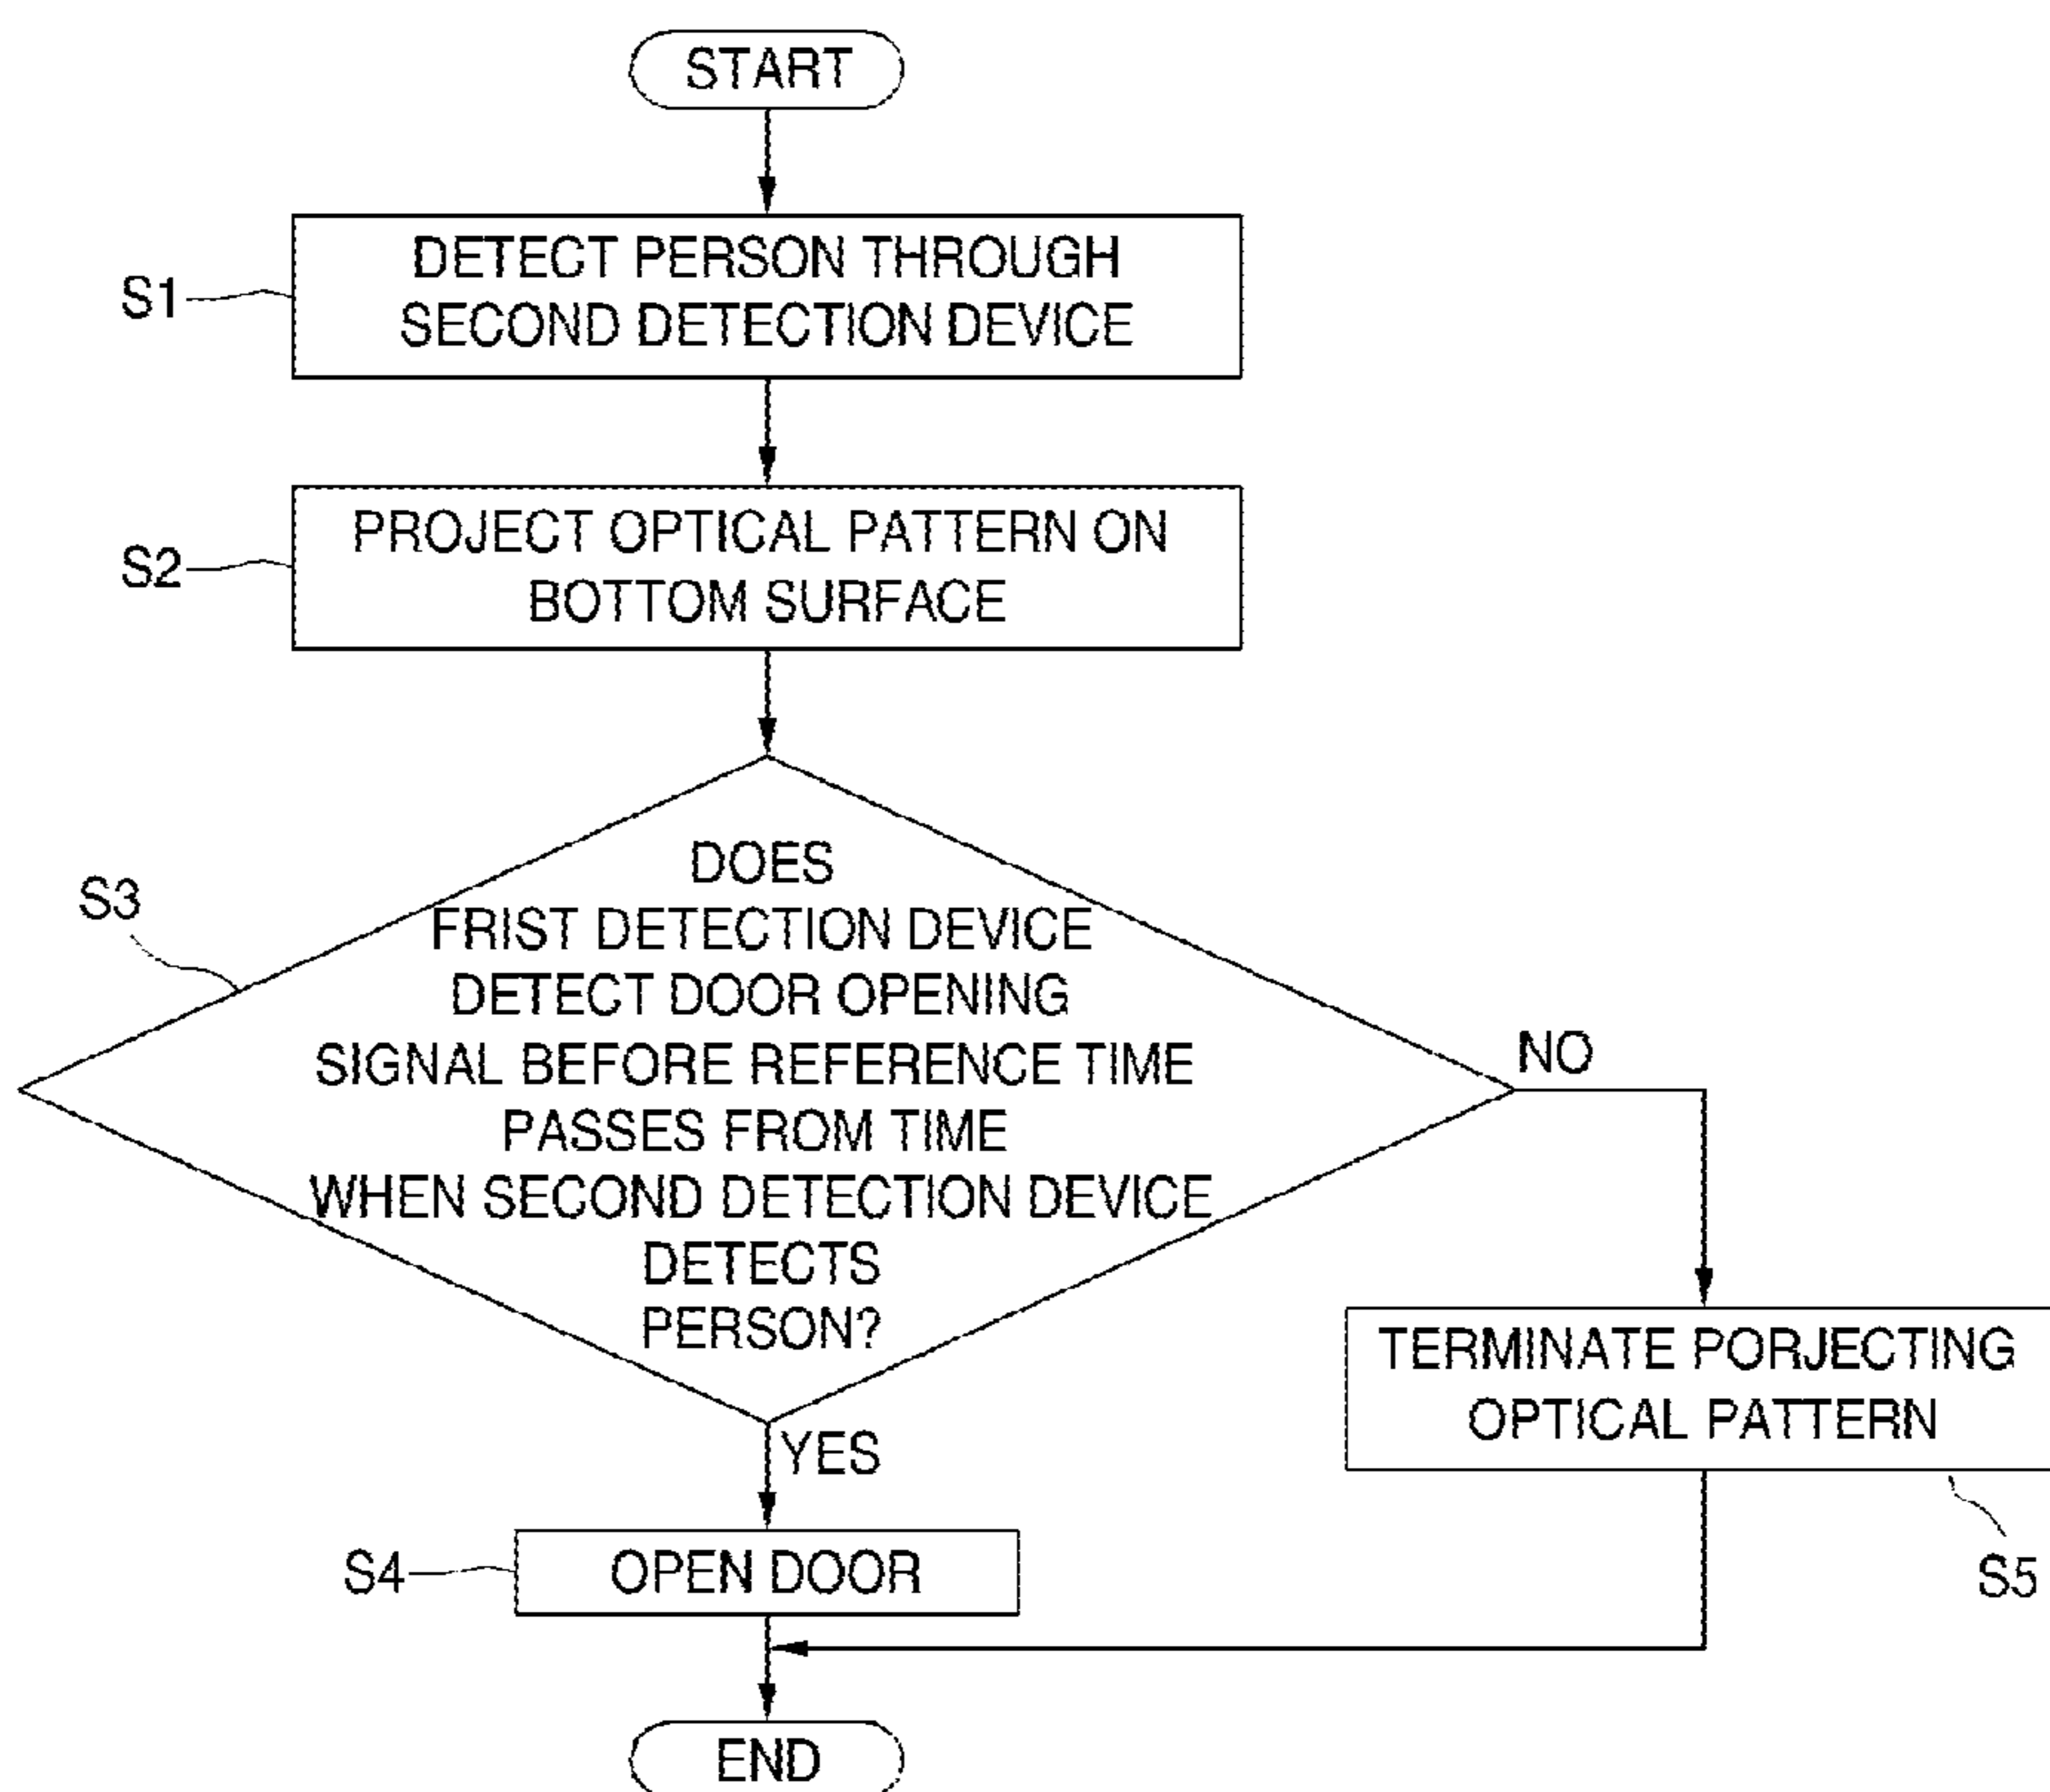 START
S1
DETECT PERSON THROUGH
SECOND DETECTION DEVICE
S2
PROJECT OPTICAL PATTERN ON
BOTTOM SURFACE
S3
DOES
FRIST DETECTION DEVICE
DETECT DOOR OPENING
SIGNAL BEFORE REFERENCE TIME
PASSES FROM TIME
WHEN SECOND DETECTION DEVICE
DETECTS
PERSON?
NO
YES
TERMINATE PORJECTING
OPTICAL PATTERN
S5
S4
OPEN DOOR
END